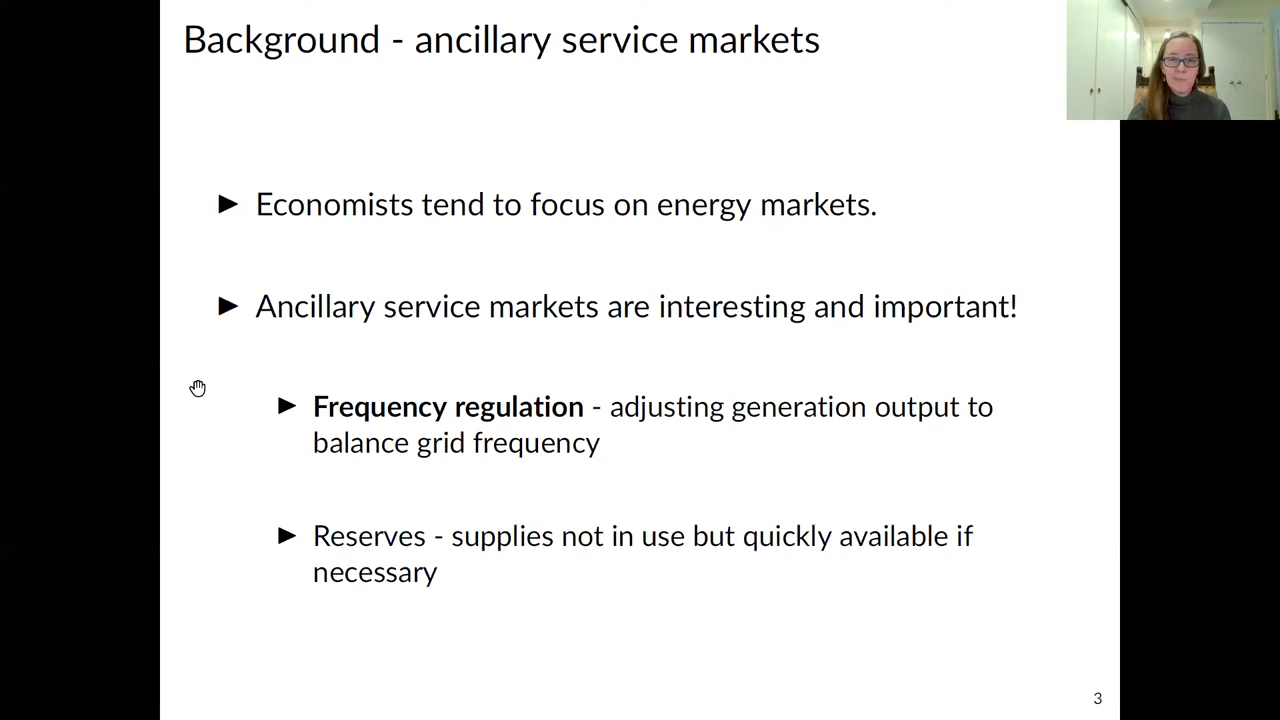 Background - ancillary service markets
► Economists tend to focus on energy markets.
► Ancillary service markets are interesting and important!
► Frequency regulation - adjusting generation output to
balance grid frequency
► Reserves - supplies not in use but quickly available if
necessary
3